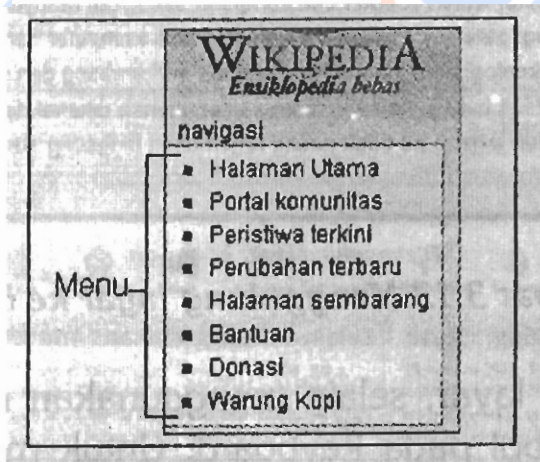 WIKIPEDIA
Ensiklopedia bebas
navigasi
Menu
Halaman Utama
Portal komunitas
Peristiwa terkini
Perubahan terbaru
Halaman sembarang
Bantuan
Donasi
Warung Kopi